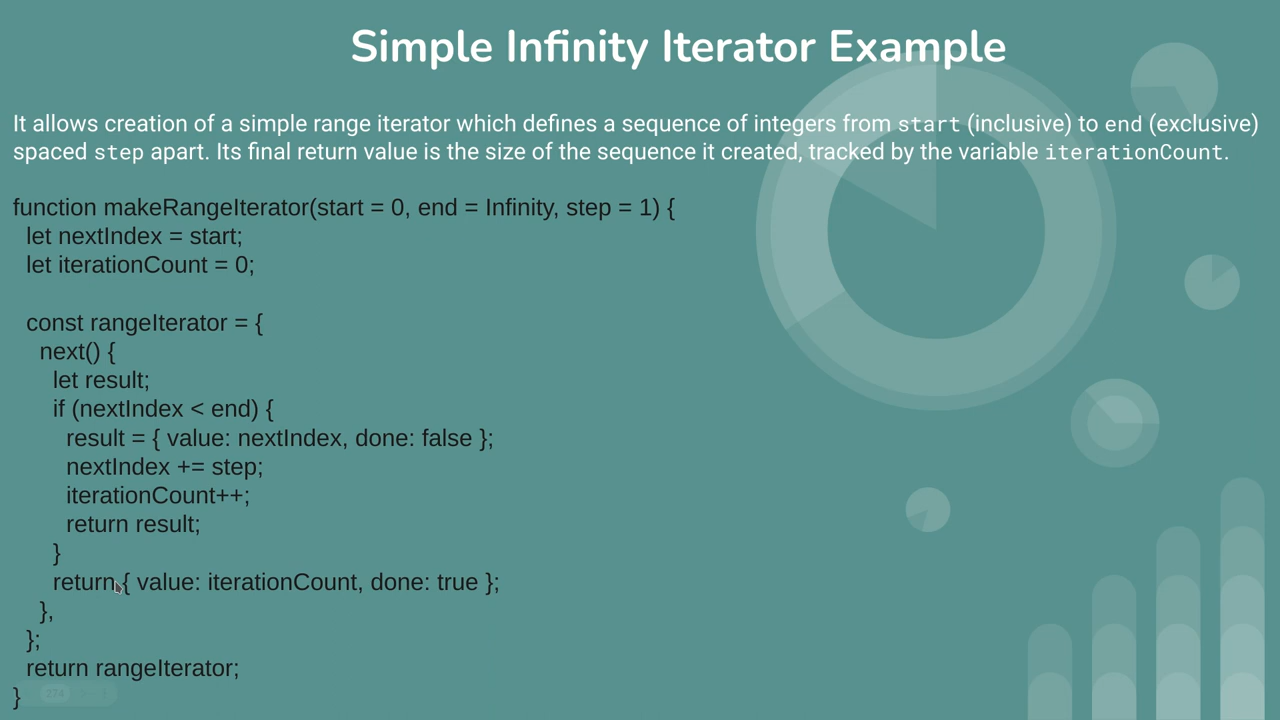 Simple Infinity Iterator Example
It allows creation of a simple range iterator which defines a sequence of integers from start (inclusive) to end (exclusive)
spaced step apart. Its final return value is the size of the sequence it created, tracked by the variable iterationCount.
function makeRangeIterator(start = 0, end = Infinity, step = 1) {
  let nextIndex = start;
  let iterationCount = 0;
  const rangeIterator = {
    next() {
      let result;
      if (nextIndex < end) {
        result = { value: nextIndex, done: false };
        nextIndex += step;
        iterationCount++;
        return result;
      }
      return { value: iterationCount, done: true };
    },
  };
  return rangeIterator;
}
274